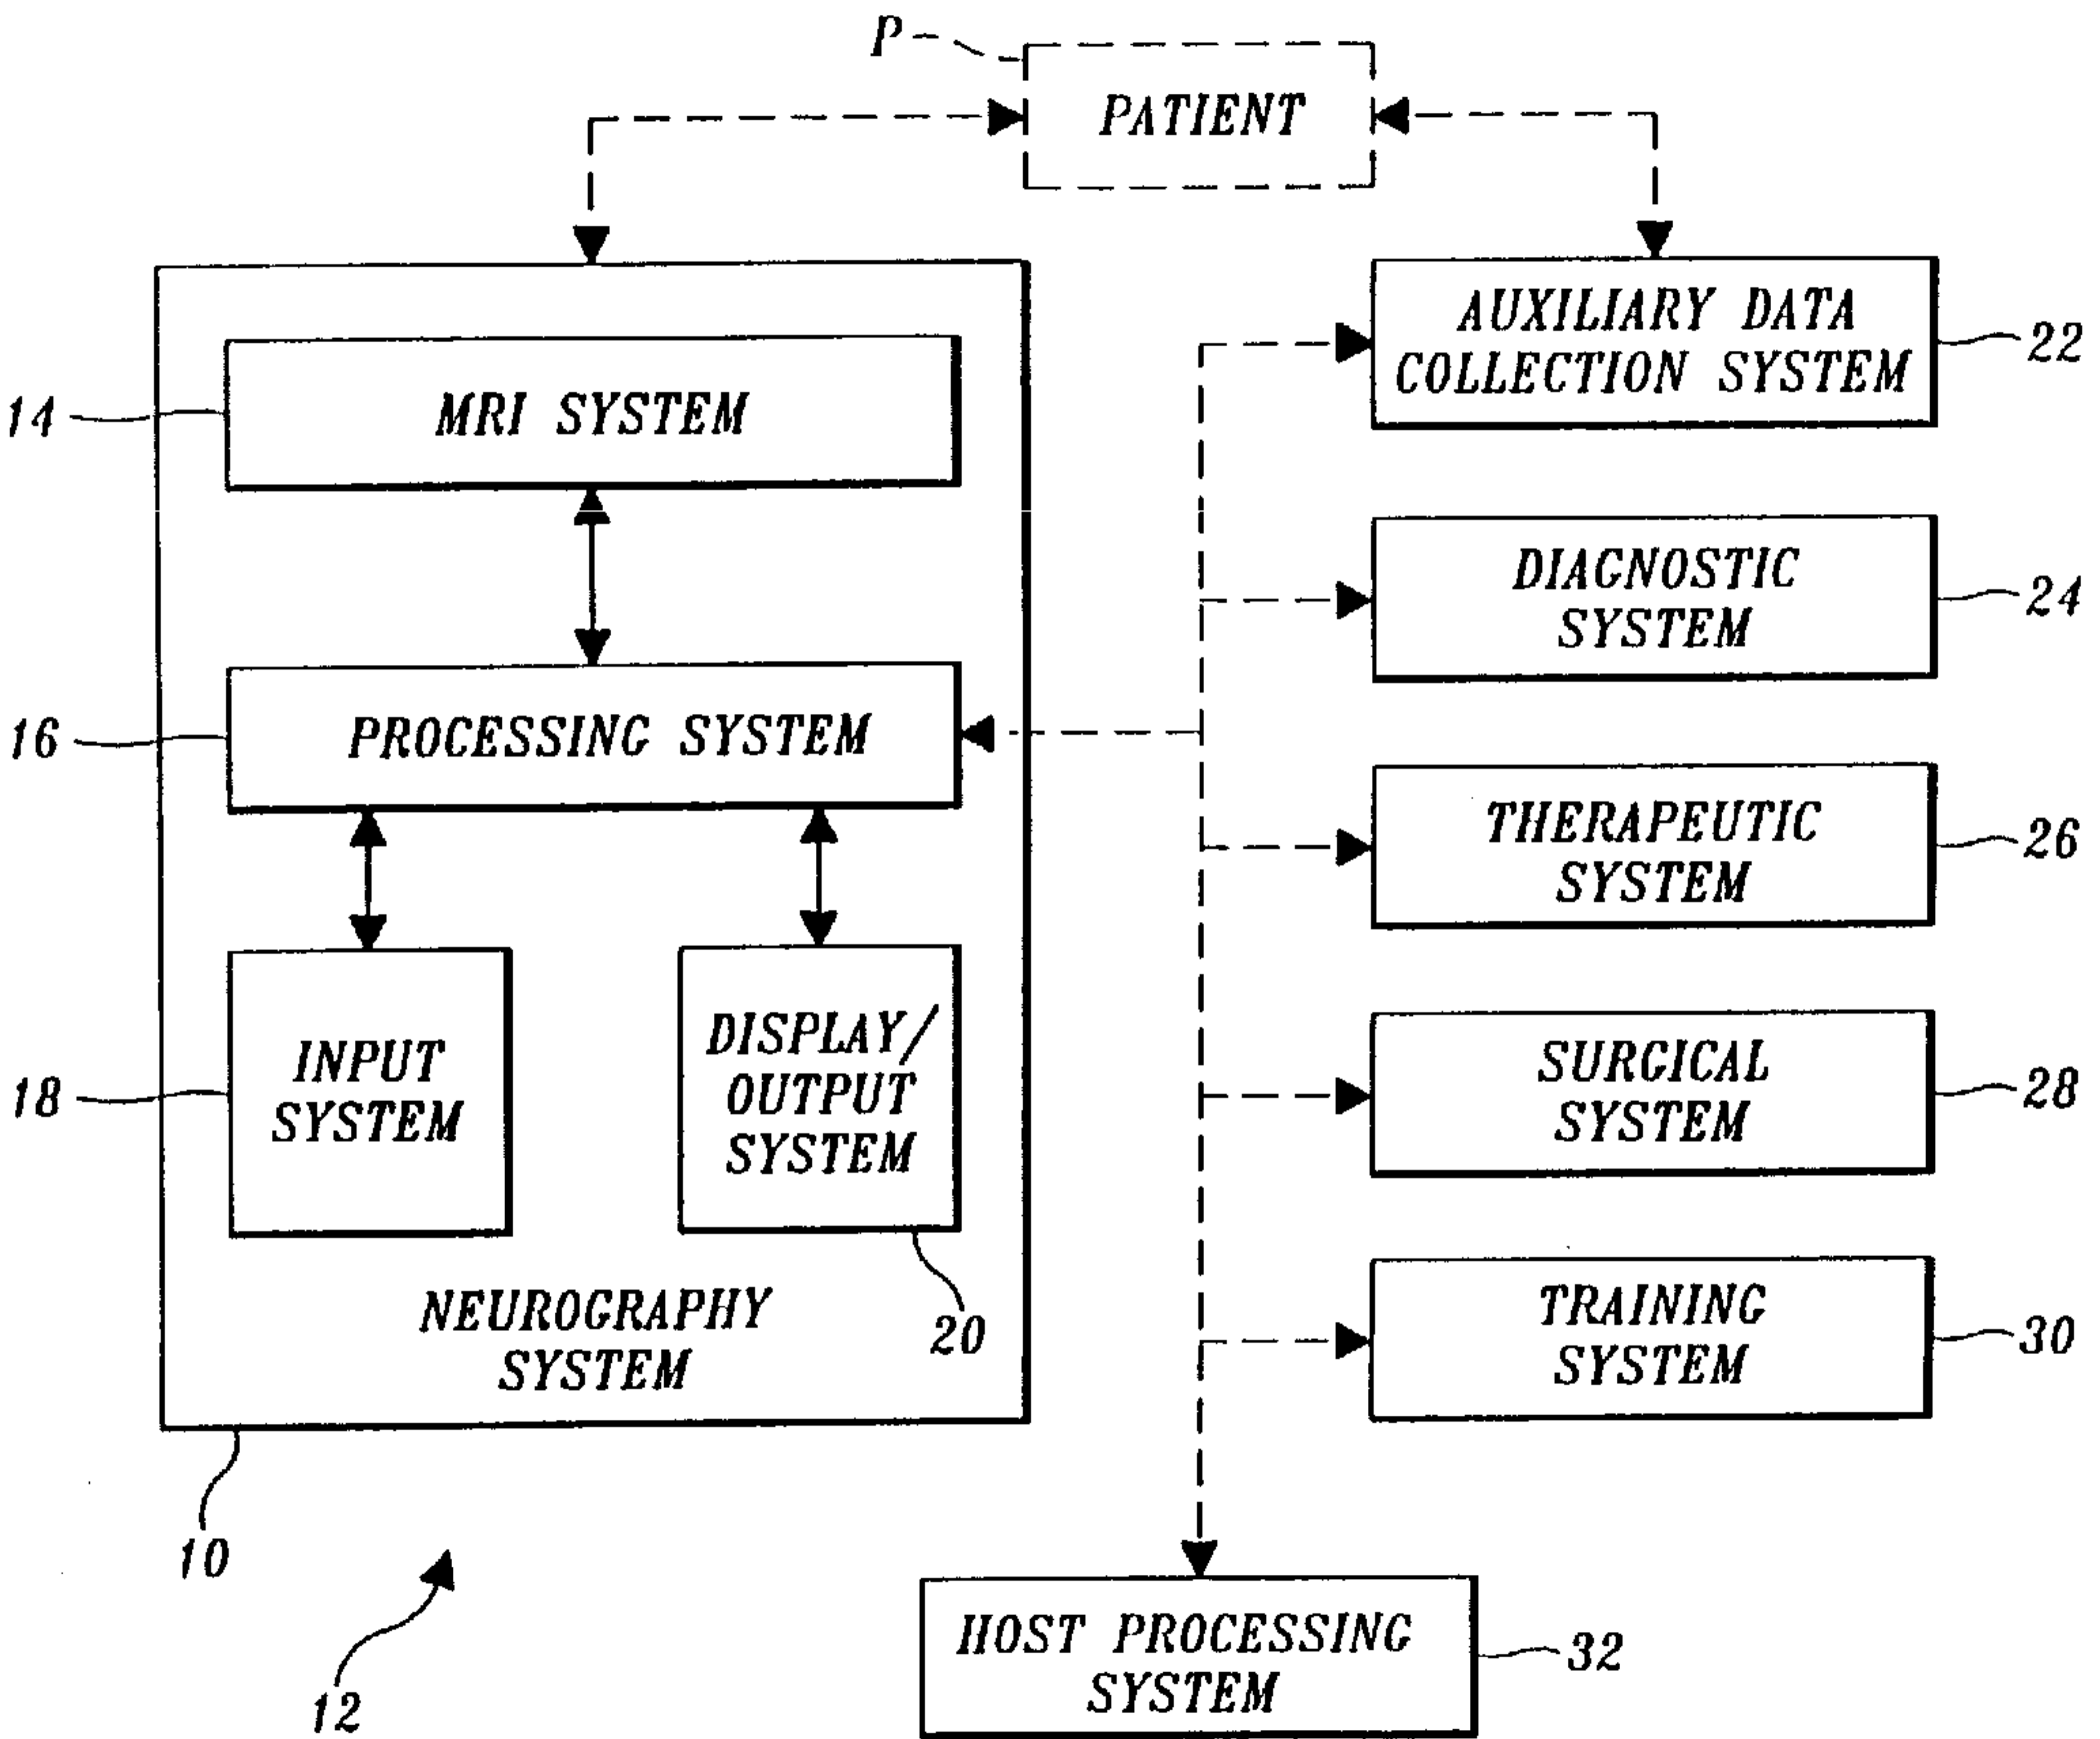 P
PATIENT
AUXILIARY DATA
COLLECTION SYSTEM
22
MRI SYSTEM
14
DIAGNOSTIC
SYSTEM
24
PROCESSING SYSTEM
16
THERAPEUTIC
SYSTEM
26
INPUT
SYSTEM
18
DISPLAY/
OUTPUT
SYSTEM
20
SURGICAL
SYSTEM
28
NEUROGRAPHY
SYSTEM
10
TRAINING
SYSTEM
30
12
HOST PROCESSING
SYSTEM
32